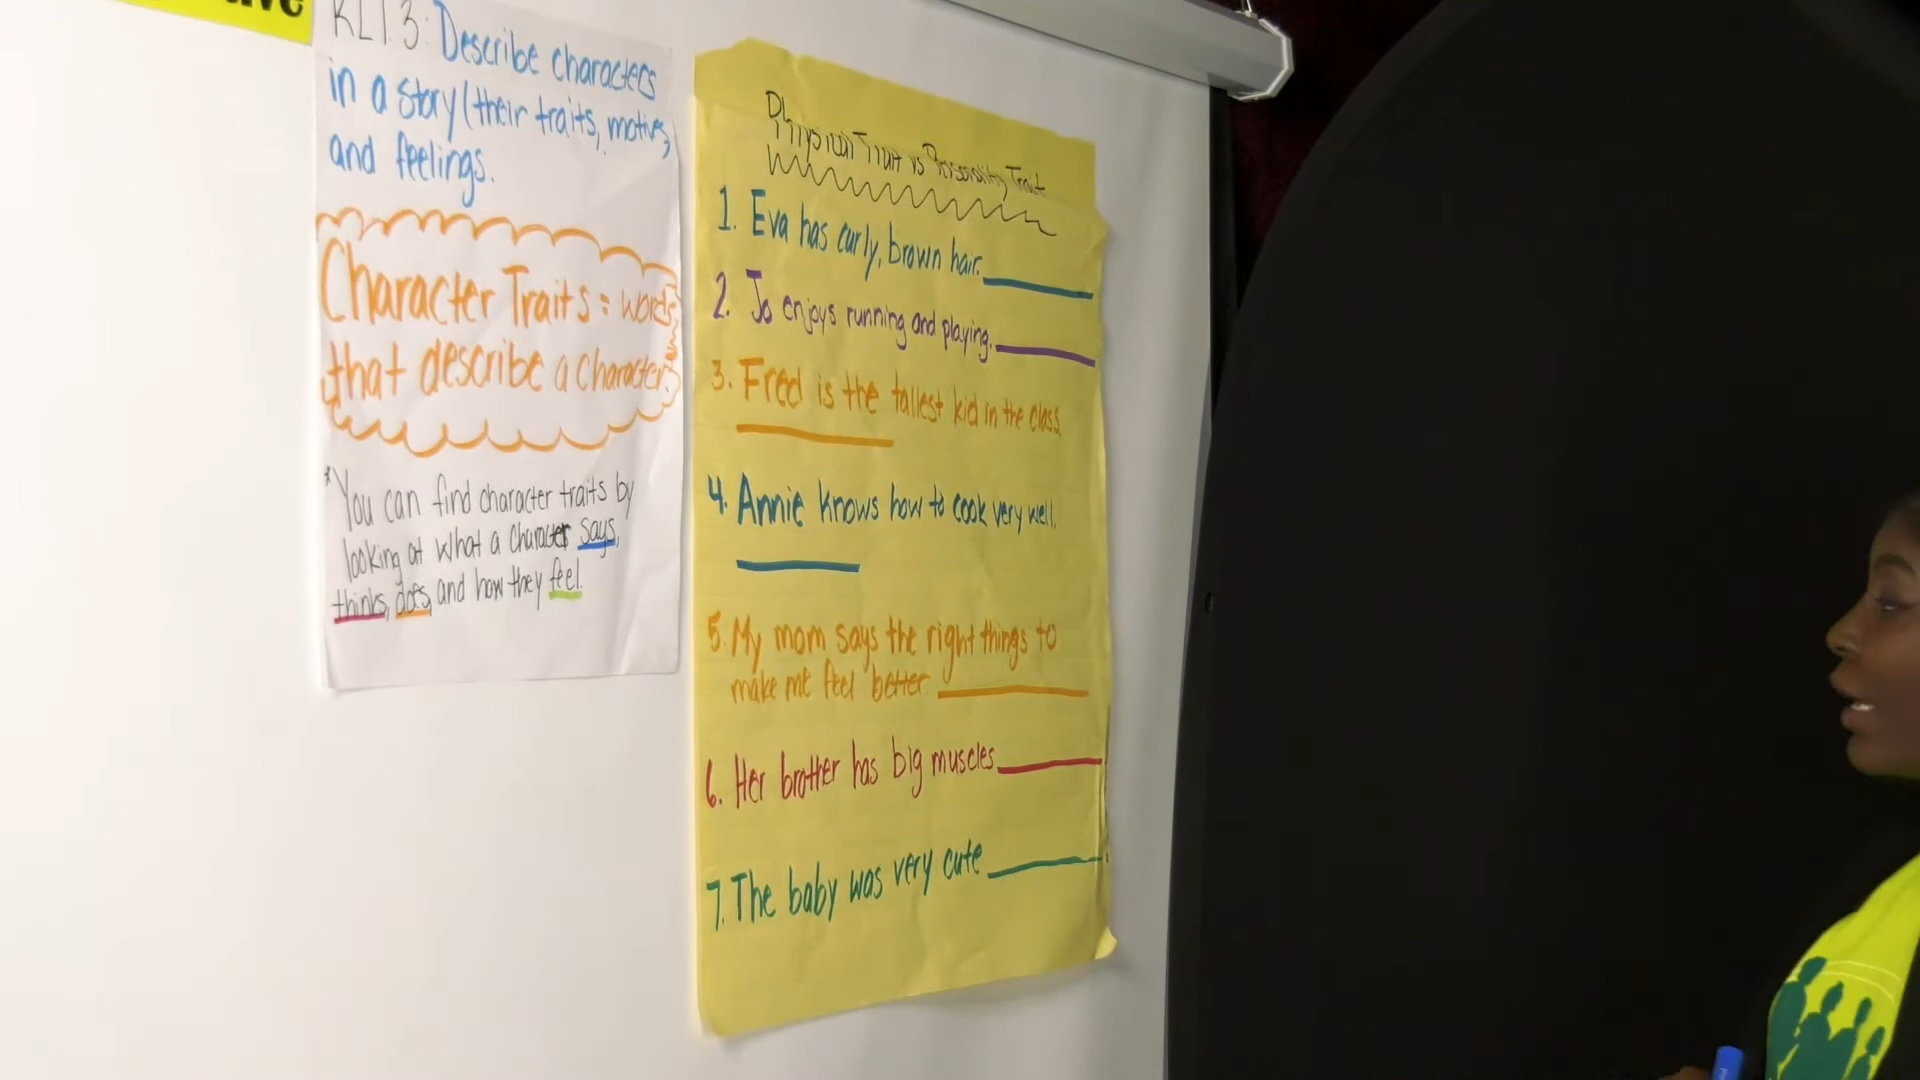 RL1 3: Describe characters
in a story (their traits, motives,
and feelings.
Character Traits = words
that describe a character.
*You can find character traits by
looking at what a character says,
thinks, does, and how they feel.
Physical Trait vs Personality Trait
1. Eva has curly, brown hair.
2. Jo enjoys running and playing.
3. Fred is the tallest kid in the class.
4. Annie knows how to cook very well.
5. My mom says the right things to
make me feel better.
6. Her brother has big muscles
7. The baby was very cute